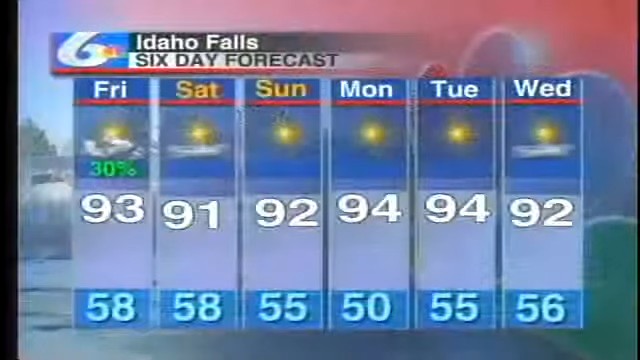 6
Idaho Falls
SIX DAY FORECAST
Fri Sat Sun Mon Tue Wed
30%
93 91 92 94 94 92
58 58 55 50 55 56